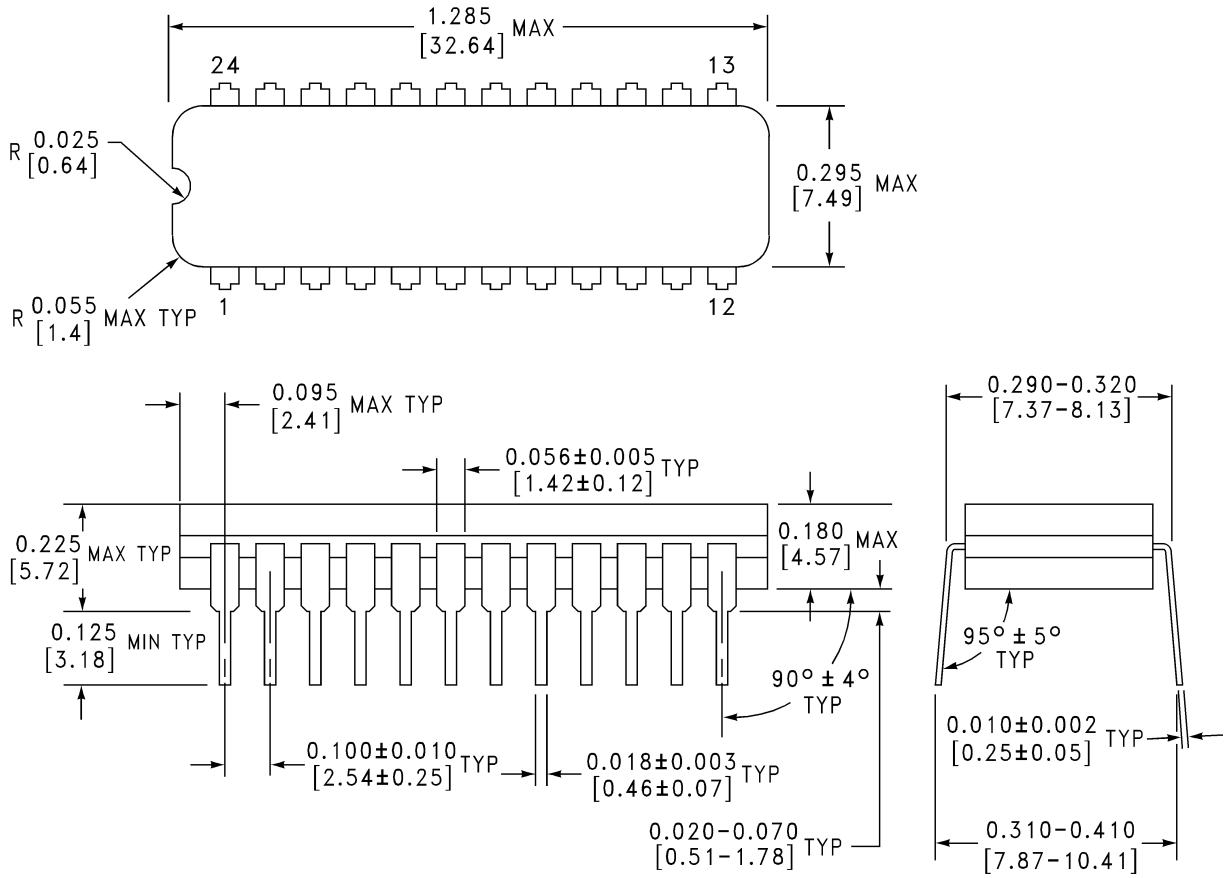 1.285
[32.64] MAX
24
13
R 0.025
[0.64]
0.295
[7.49] MAX
R 0.055
[1.4] MAX TYP
1
12
0.095
[2.41] MAX TYP
0.290-0.320
[7.37-8.13]
0.056±0.005
[1.42±0.12] TYP
0.225
[5.72] MAX TYP
0.180
[4.57] MAX
0.125
[3.18] MIN TYP
95°±5°
TYP
90°±4°
TYP
0.010±0.002
[0.25±0.05] TYP
0.100±0.010
[2.54±0.25] TYP
0.018±0.003
[0.46±0.07] TYP
0.020-0.070
[0.51-1.78] TYP
0.310-0.410
[7.87-10.41]